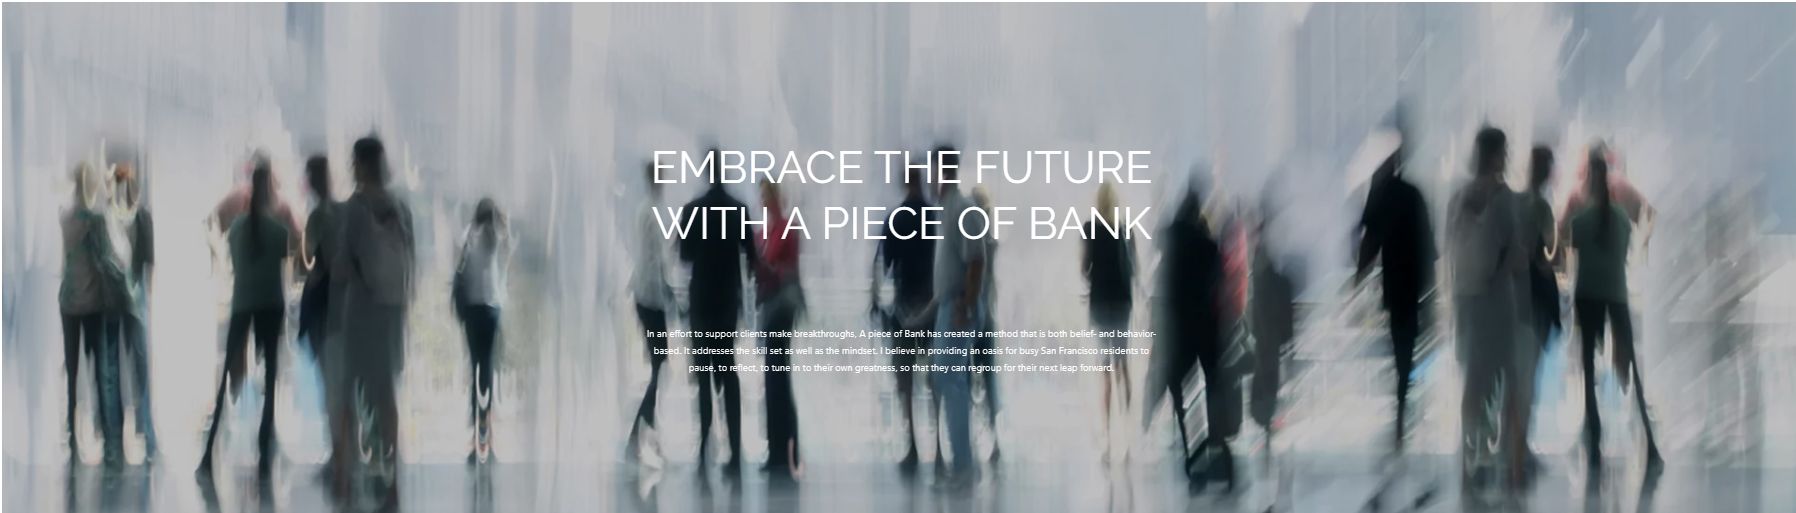 EMBRACE THE FUTURE
WITH A PIECE OF BANK
In an effort to support clients make breakthroughs, A piece of Bank has created a method that is both belief- and behavior-
based. It addresses the skill set as well as the mindset. I believe in providing an oasis for busy San Francisco residents to
pause, to reflect, to tune in to their own greatness, so that they can regroup for their next leap forward.